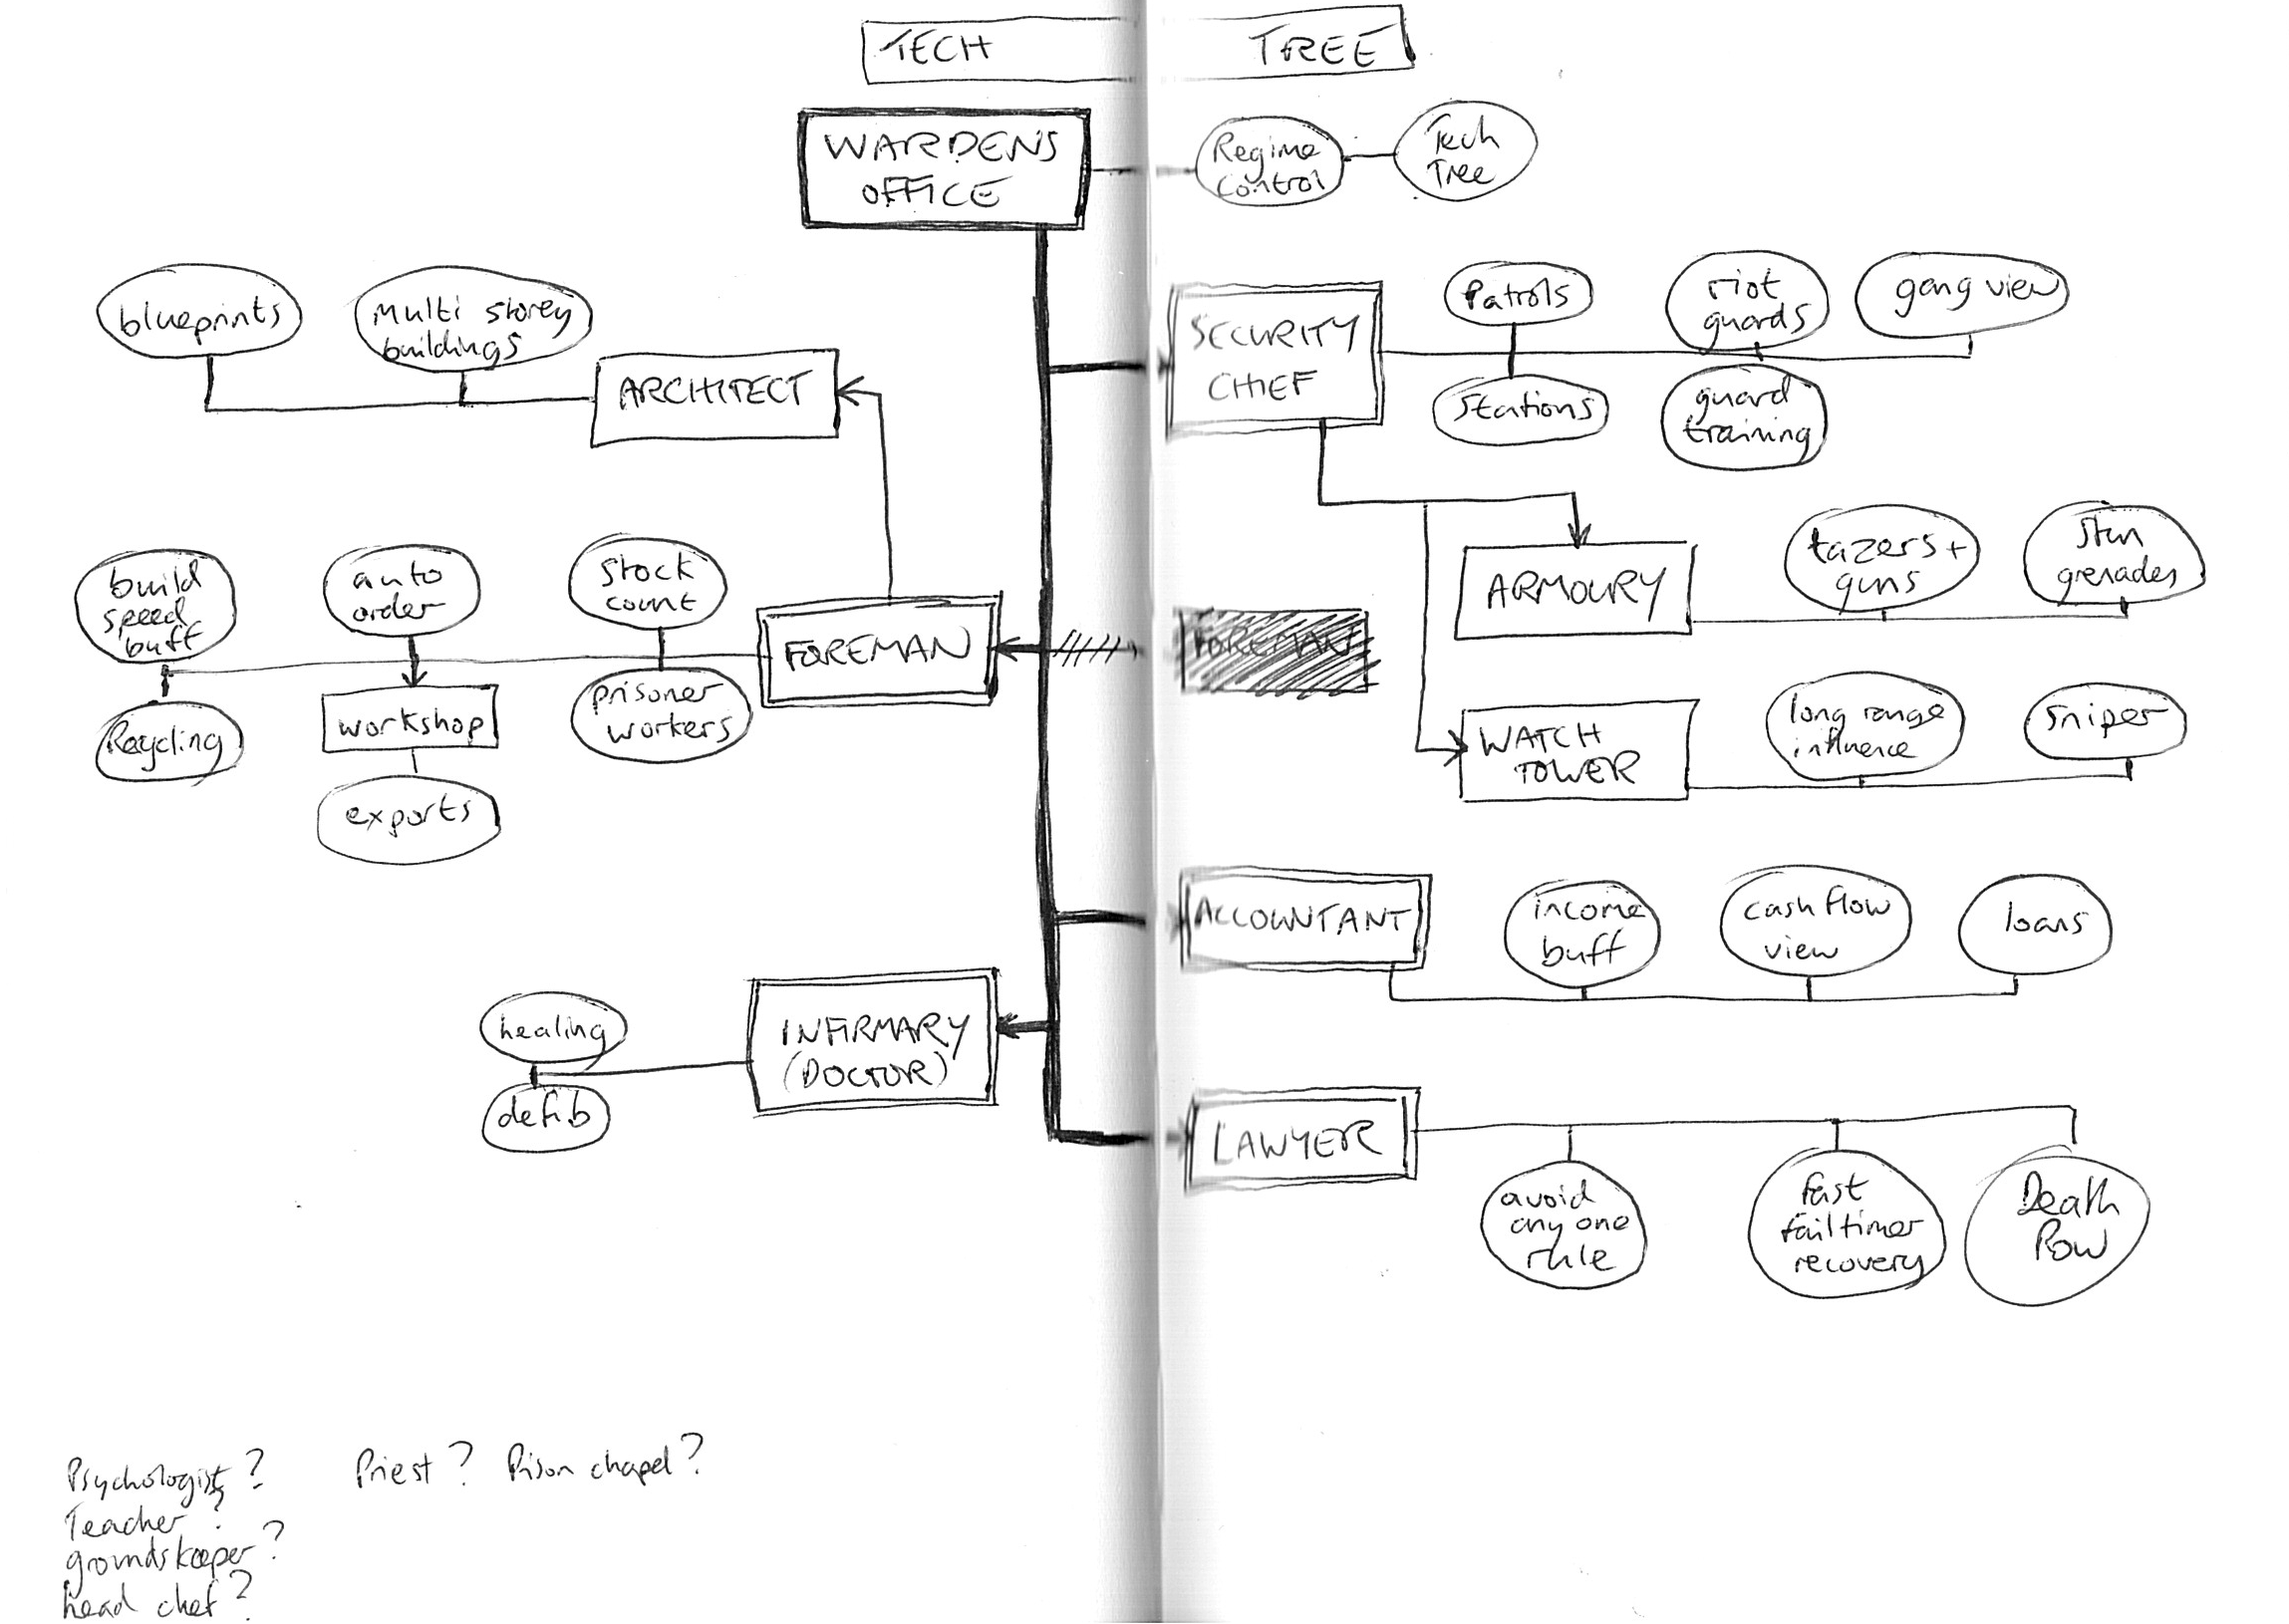 TECH TREE
WARDENS
OFFICE
Regime
Control
Tech
Tree
blueprints
Multi storey
buildings
ARCHITECT
SECURITY
CHIEF
Patrols
Stations
riot
guards
guard
training
gang view
build
speed
buff
auto
order
stock
count
FOREMAN
Recycling
workshop
exports
prisoner
workers
FOREMAN
ARMOURY
tazers +
guns
stun
grenades
WATCH
TOWER
long range
influence
sniper
ACCOUNTANT
income
buff
cash flow
view
loans
healing
defib
INFIRMARY
(DOCTOR)
LAWYER
avoid
any one
rule
fast
fail timer
recovery
Death
Row
Psychologist?
Teacher?
groundskeeper?
head chef?
Priest? Prison chapel?